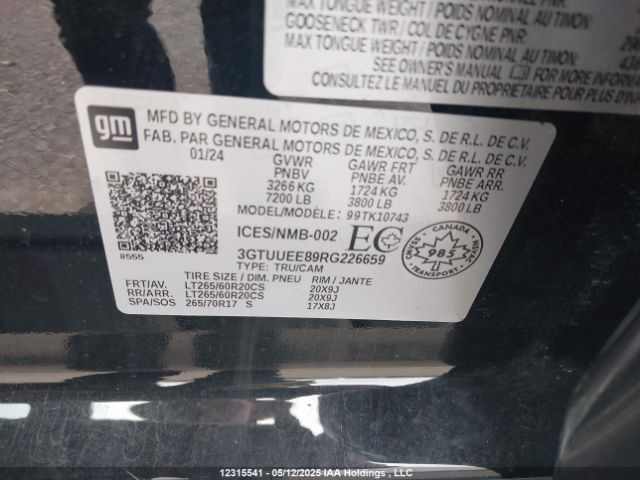 MAX TONGUE WEIGHT / POIDS NOMINAL AU TIMON:
GOOSENECK TWR / COL DE CYGNE PNR:
MAX TONGUE WEIGHT / POIDS NOMINAL AU TIMON:
SEE OWNER'S MANUAL FOR MORE INFORM
CONSULTEZ LE MANUEL DU PROPRIETAIRE POUR PLUS D'IN
gm
MFD BY GENERAL MOTORS DE MEXICO, S. DE R.L. DE C.V.
FAB. PAR GENERAL MOTORS DE MEXICO, S. DE R.L. DE C.V.
01/24 GVWR GAWR FRT GAWR RR
PNBV PNBE AV. PNBE ARR.
3266 KG 1724 KG 1724 KG
7200 LB 3800 LB 3800 LB
MODEL/MODÈLE: 99TK10743
ICES/NMB-002 EC
985
CANADA
3GTUUEE89RG226659
8555
TYPE: TRU/CAM
TIRE SIZE / DIM. PNEU RIM / JANTE
FRT/AV. LT265/60R20CS 20X9J
RR/ARR. LT265/60R20CS 20X9J
SPA/SOS 265/70R17 S 17X8J
12315541 - 05/12/2025 IAA Holdings, LLC